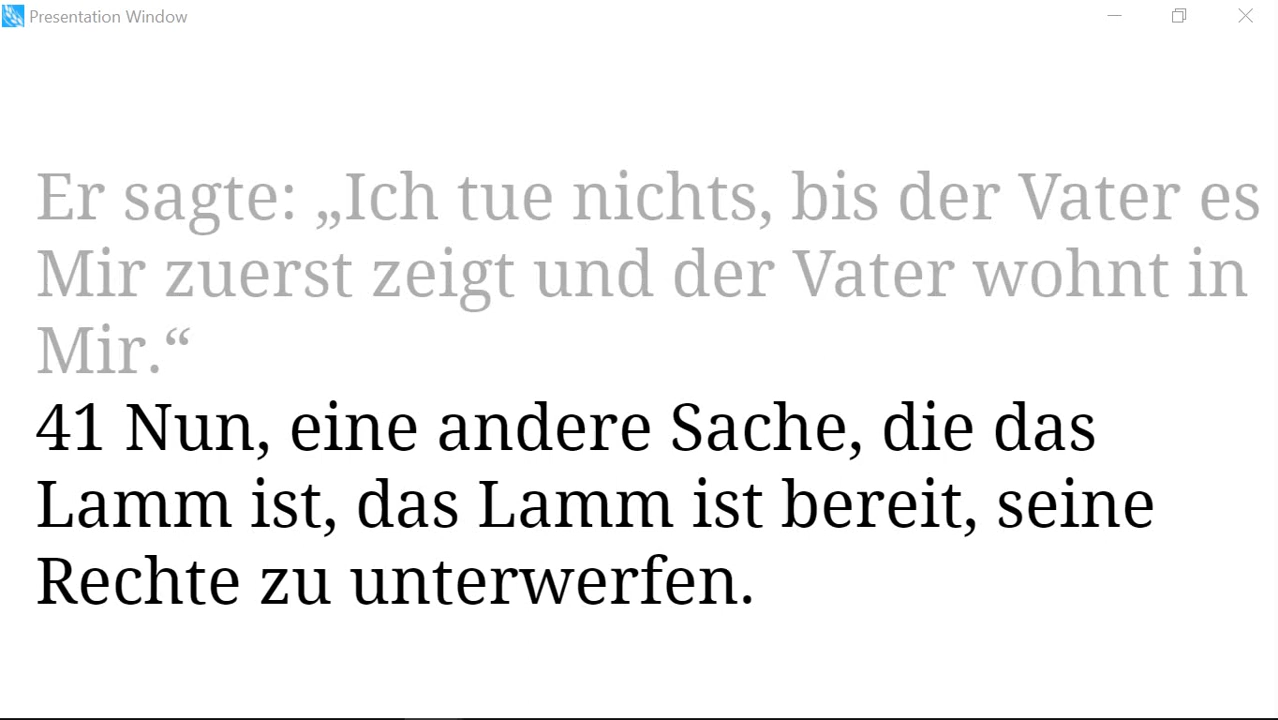 Presentation Window
Er sagte: „Ich tue nichts, bis der Vater es
Mir zuerst zeigt und der Vater wohnt in
Mir.“
41 Nun, eine andere Sache, die das
Lamm ist, das Lamm ist bereit, seine
Rechte zu unterwerfen.